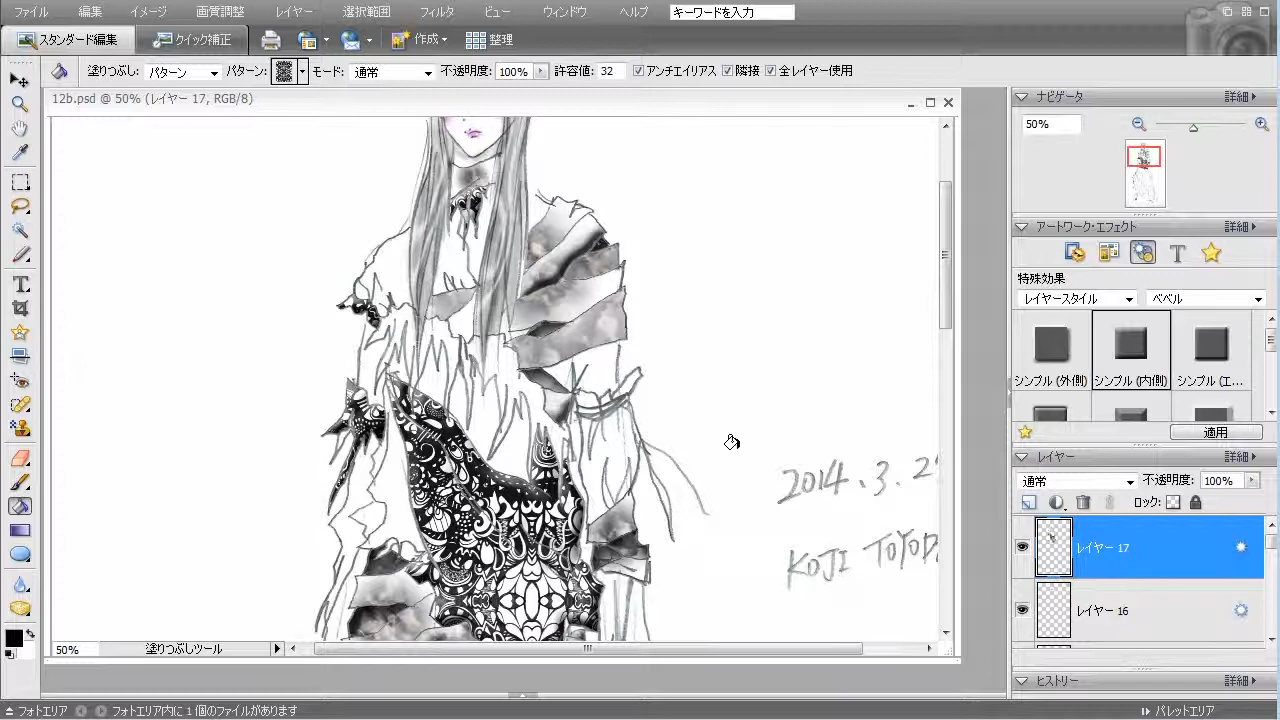 ファイル 編集 イメージ 画質調整 レイヤー 選択範囲 フィルタ ビュー ウィンドウ ヘルプ キーワードを入力
スタンダード編集 クイック補正 作成 整理
塗りつぶし: パターン パターン: モード: 通常 不透明度: 100% 許容値: 32 アンチエイリアス 隣接 全レイヤー使用
12b.psd @ 50% (レイヤー 17, RGB/8)
2014.3.2
KOJI TOYOD
50% 塗りつぶしツール
ナビゲータ 詳細
50%
アートワーク・エフェクト 詳細
特殊効果
レイヤースタイル ベベル
シンプル (外側) シンプル (内側) シンプル (エ...
適用
レイヤー 詳細
通常 不透明度: 100%
ロック:
レイヤー 17
レイヤー 16
ヒストリー 詳細
フォトエリア フォトエリア内に 1 個のファイルがあります パレットエリア